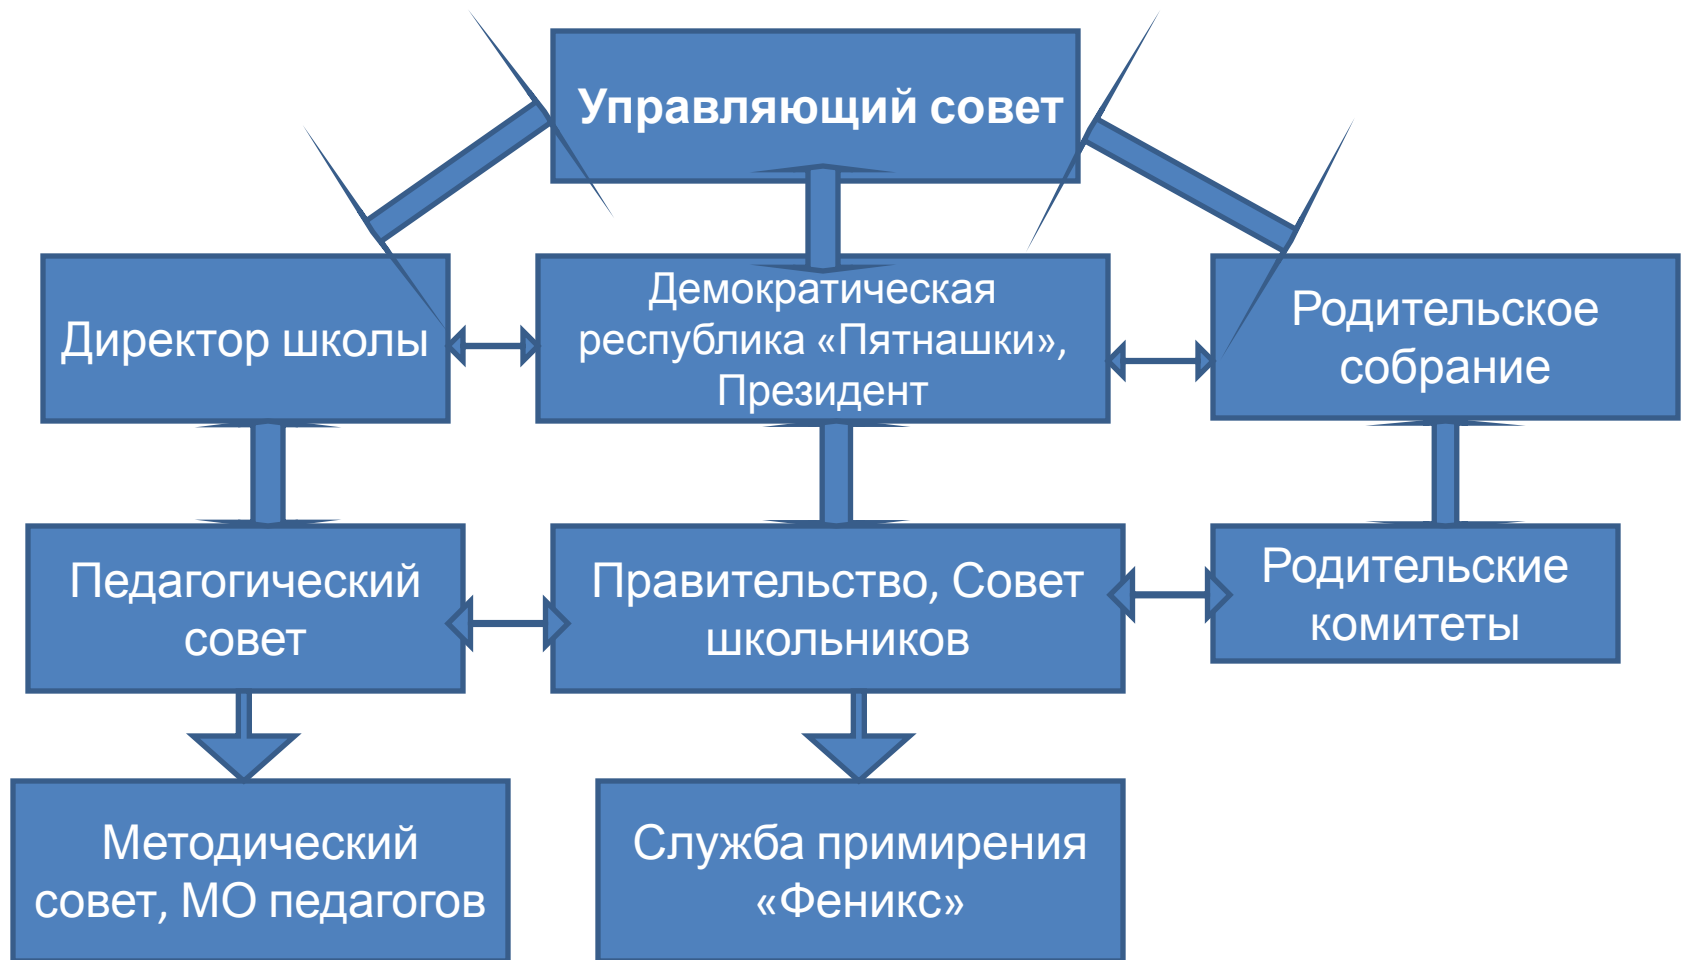 Управляющий совет
Директор школы
Демократическая
республика «Пятнашки»,
Президент
Родительское
собрание
Педагогический
совет
Правительство, Совет
школьников
Родительские
комитеты
Методический
совет, МО педагогов
Служба примирения
«Феникс»